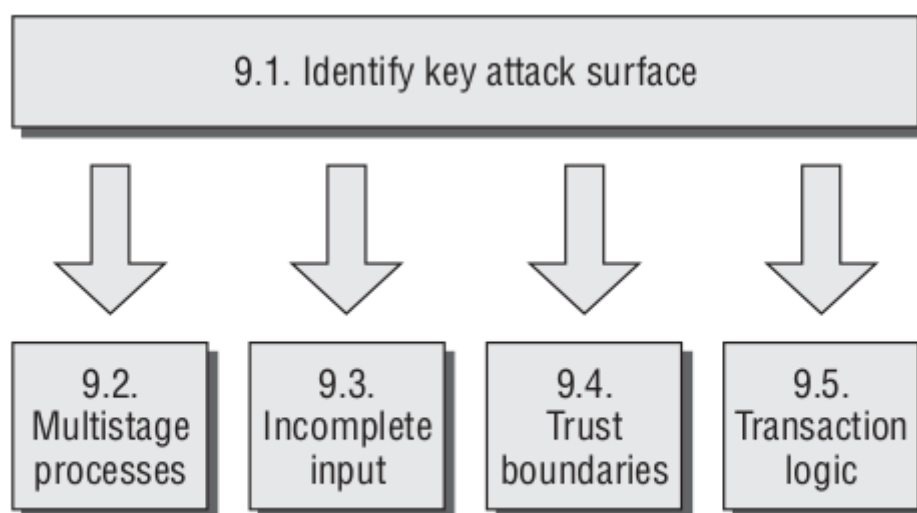 9.1. Identify key attack surface
9.2.
Multistage
processes
9.3.
Incomplete
input
9.4.
Trust
boundaries
9.5.
Transaction
logic